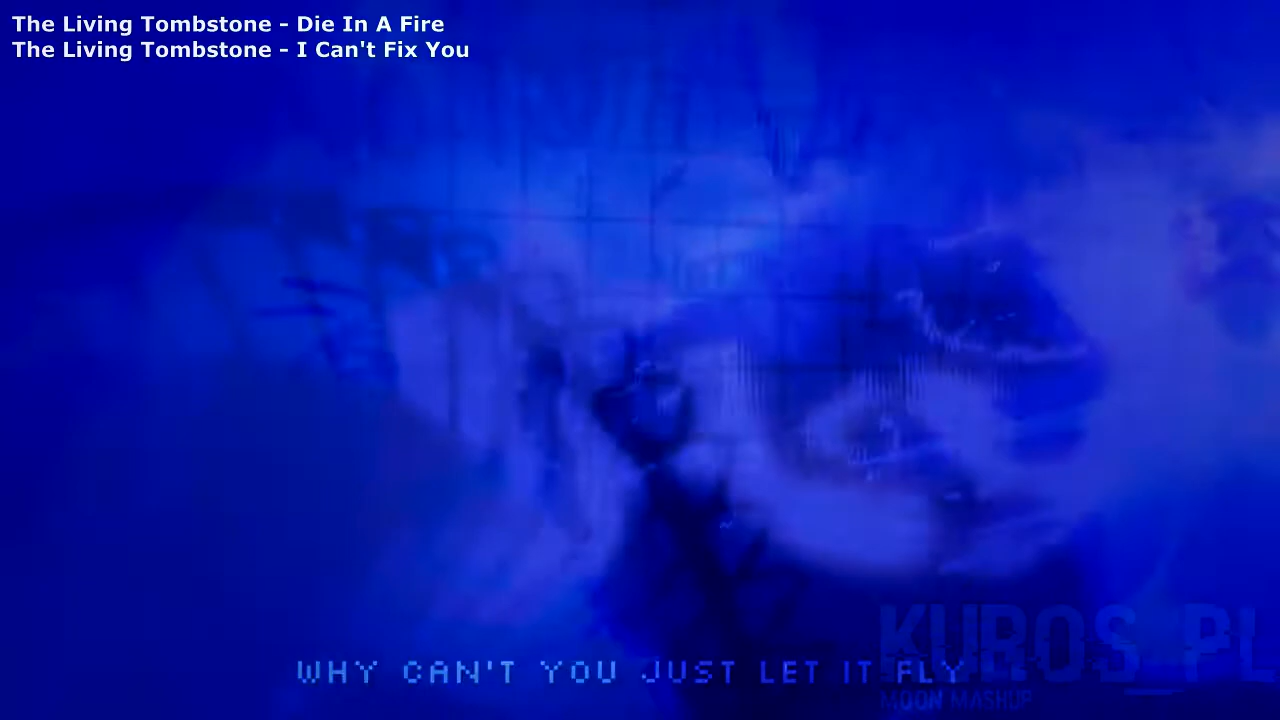 The Living Tombstone - Die In A Fire
The Living Tombstone - I Can't Fix You
WHY CAN'T YOU JUST LET IT FLY
KUROS_PL
MOON MASHUP